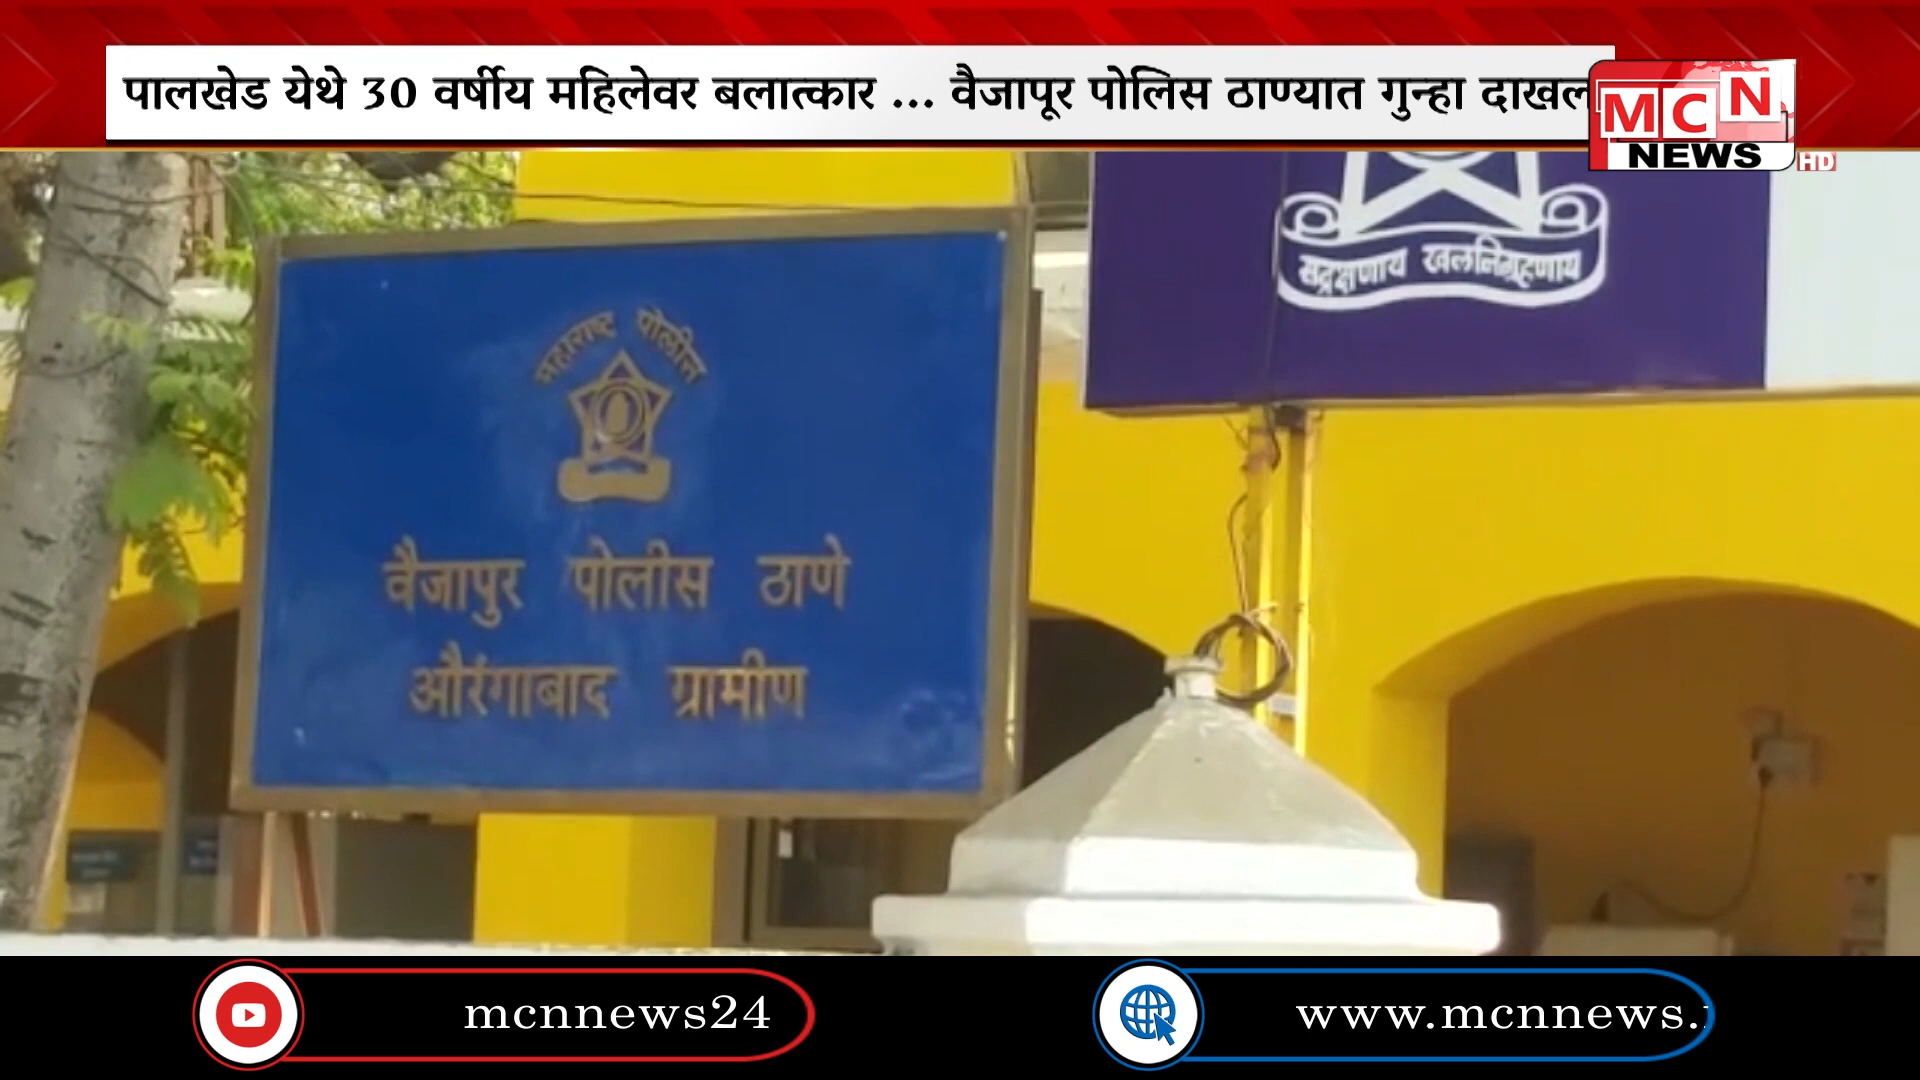 पालखेड येथे 30 वर्षीय महिलेवर बलात्कार ... वैजापूर पोलिस ठाण्यात गुन्हा दाखल
MCN
NEWS
HD
सद्रक्षणाय खलनिग्रहणाय
महाराष्ट पोलीस
वैजापुर पोलीस ठाणे
औरंगाबाद ग्रामीण
mcnnews24
www.mcnnews.